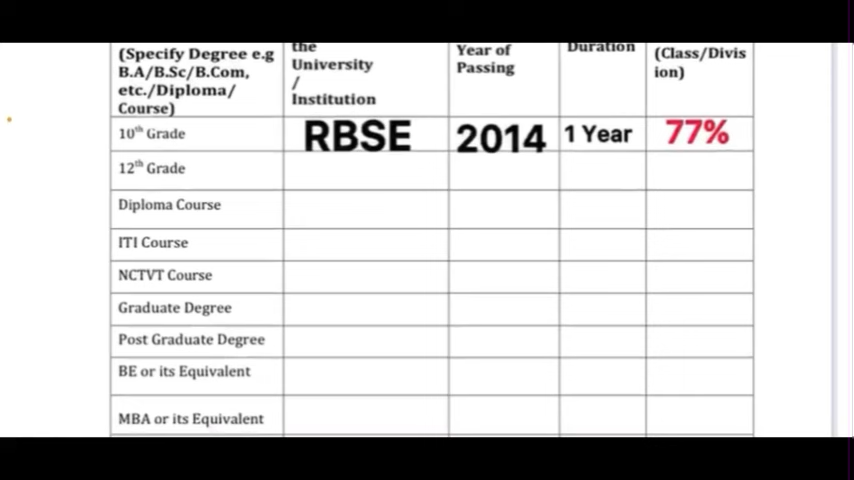 (Specify Degree e.g B.A/B.Sc/B.Com, etc./Diploma/ Course)
the University / Institution
Year of Passing
Duration
(Class/Divis ion)
10th Grade RBSE 2014 1 Year 77%
12th Grade
Diploma Course
ITI Course
NCTVT Course
Graduate Degree
Post Graduate Degree
BE or its Equivalent
MBA or its Equivalent